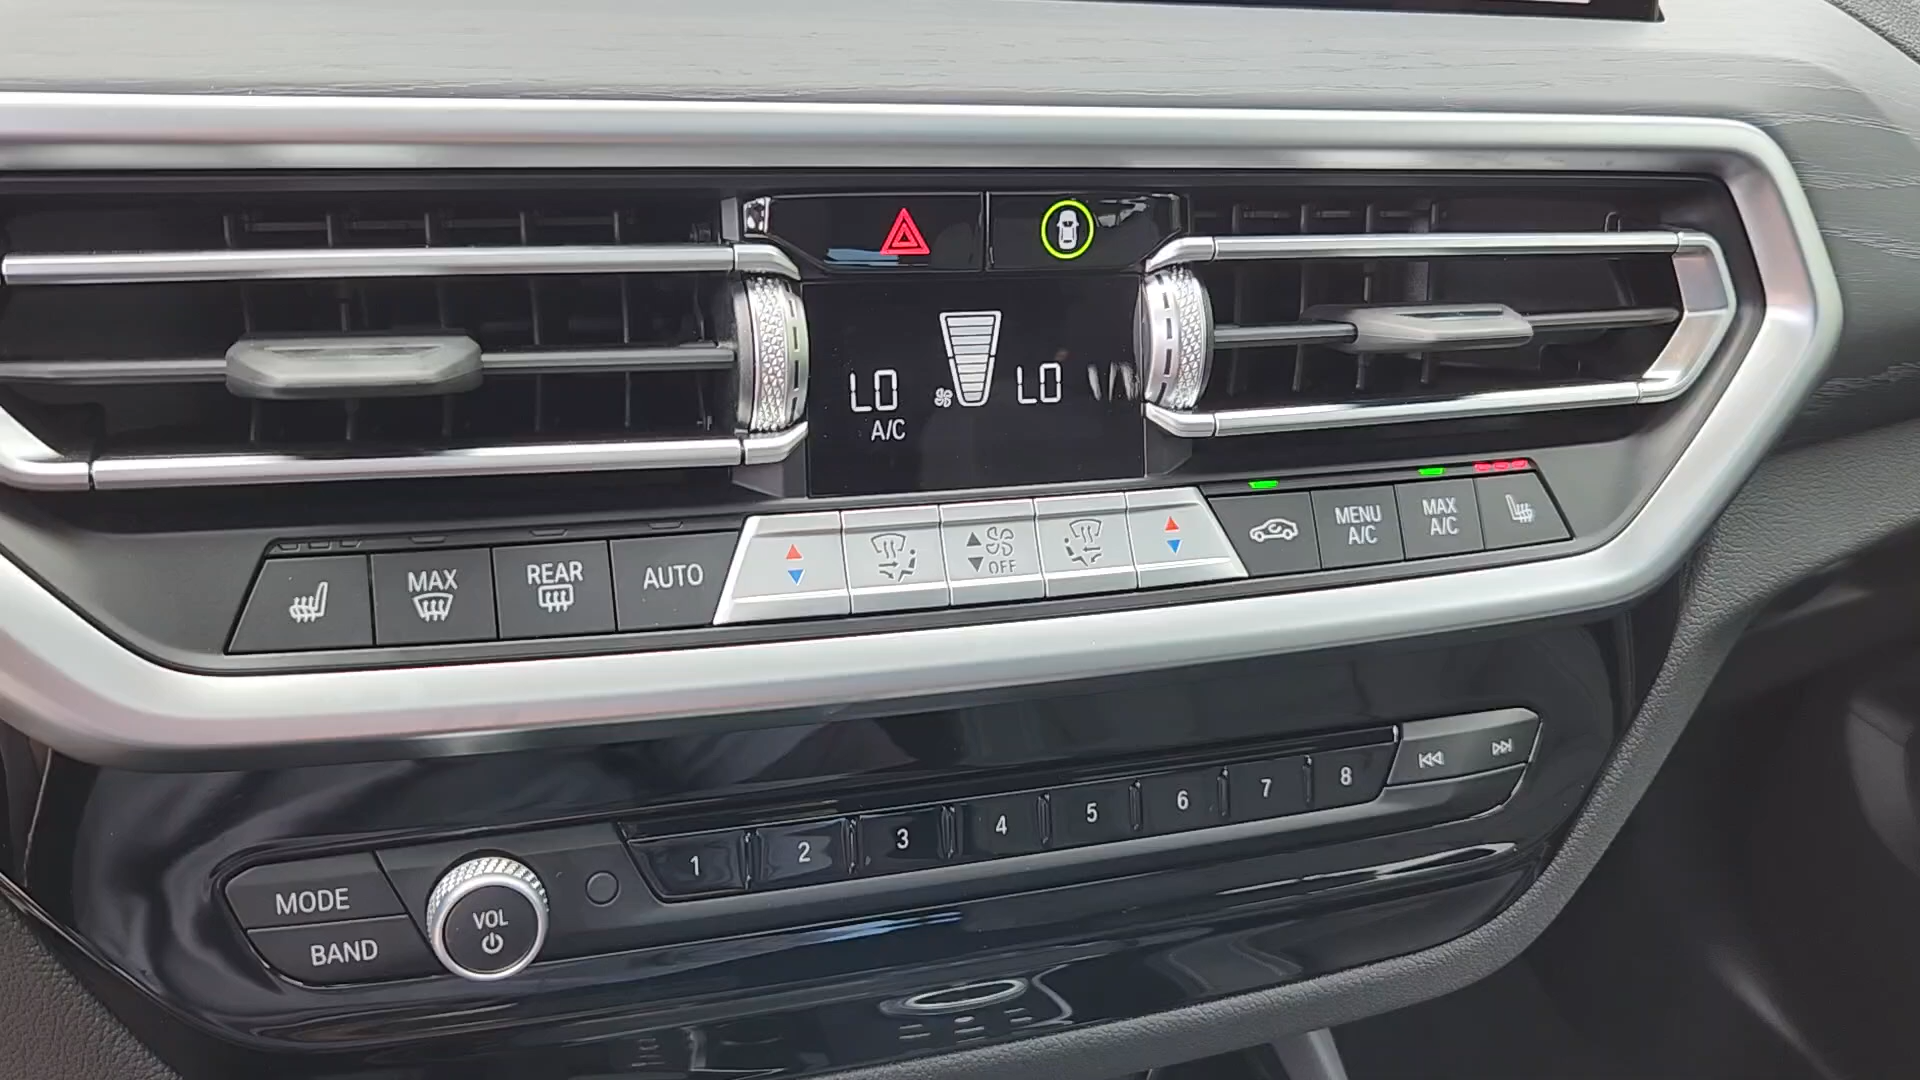 LO
LO
A/C
MAX
REAR
AUTO
OFF
MENU
A/C
MAX
A/C
1
2
3
4
5
6
7
8
MODE
BAND
VOL